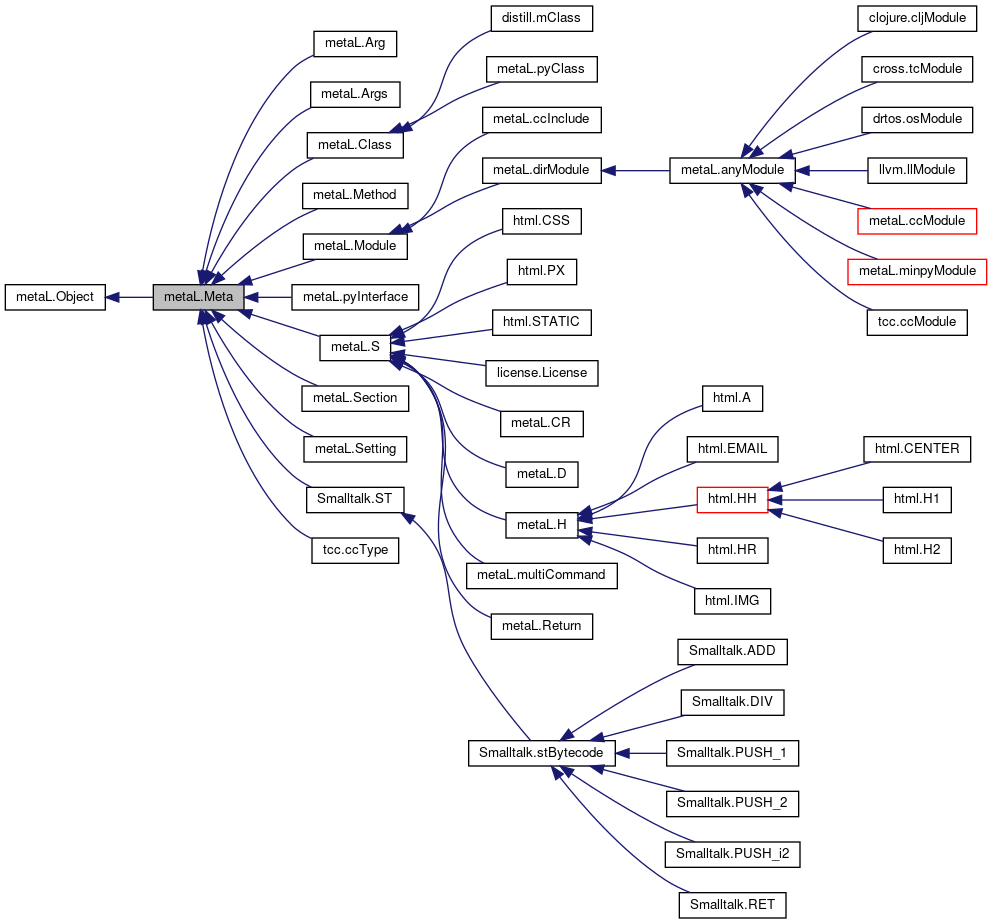 metaL.Object
metaL.Meta
metaL.Arg
metaL.Args
metaL.Class
metaL.Method
metaL.Module
metaL.pyInterface
metaL.S
metaL.Section
metaL.Setting
Smalltalk.ST
tcc.ccType
distill.mClass
metaL.pyClass
metaL.ccInclude
metaL.dirModule
html.CSS
html.PX
html.STATIC
license.License
metaL.CR
metaL.D
metaL.H
metaL.multiCommand
metaL.Return
Smalltalk.stBytecode
metaL.anyModule
html.A
html.EMAIL
html.HH
html.HR
html.IMG
Smalltalk.ADD
Smalltalk.DIV
Smalltalk.PUSH_1
Smalltalk.PUSH_2
Smalltalk.PUSH_i2
Smalltalk.RET
clojure.cljModule
cross.tcModule
drtos.osModule
llvm.llModule
metaL.ccModule
metaL.minpyModule
tcc.ccModule
html.CENTER
html.H1
html.H2